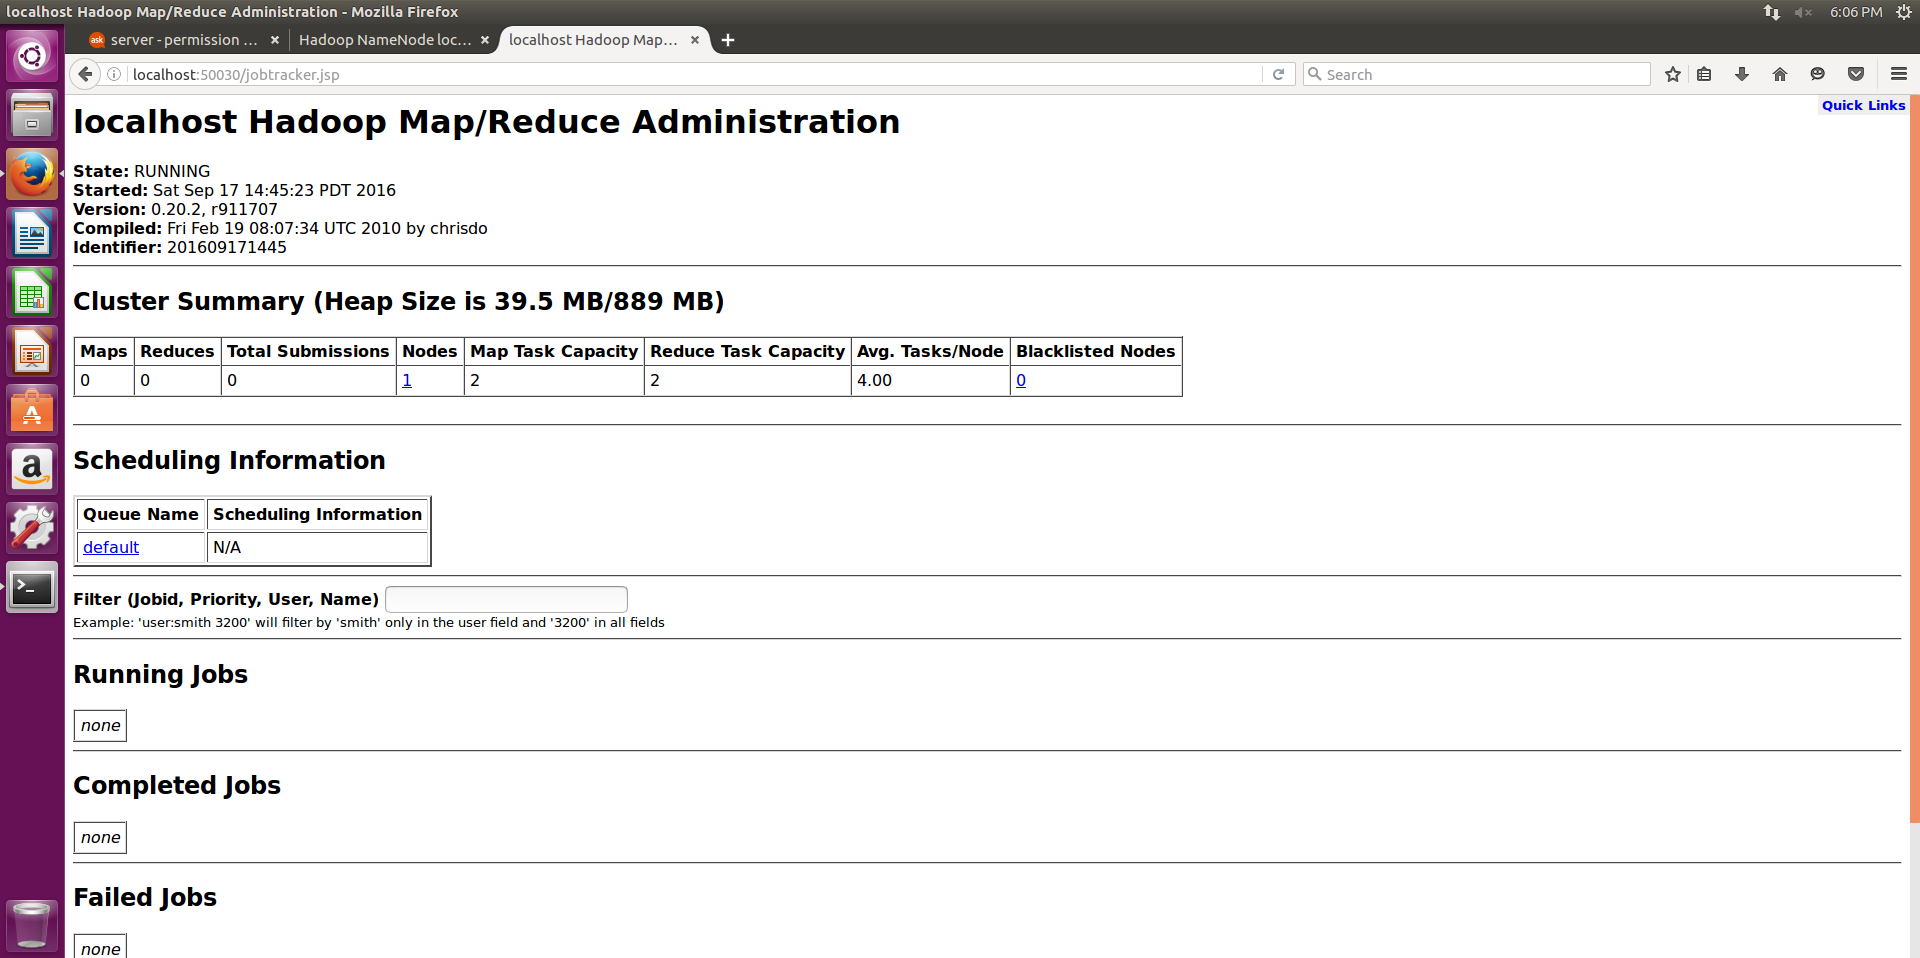 localhost Hadoop Map/Reduce Administration - Mozilla Firefox
6:06 PM
ask server - permission ...
Hadoop NameNode loc...
localhost Hadoop Map...
localhost:50030/jobtracker.jsp
Search
Quick Links
localhost Hadoop Map/Reduce Administration
State: RUNNING
Started: Sat Sep 17 14:45:23 PDT 2016
Version: 0.20.2, r911707
Compiled: Fri Feb 19 08:07:34 UTC 2010 by chrisdo
Identifier: 201609171445
Cluster Summary (Heap Size is 39.5 MB/889 MB)
Maps Reduces Total Submissions Nodes Map Task Capacity Reduce Task Capacity Avg. Tasks/Node Blacklisted Nodes
0 0 0 1 2 2 4.00 0
Scheduling Information
Queue Name Scheduling Information
default N/A
Filter (Jobid, Priority, User, Name)
Example: 'user:smith 3200' will filter by 'smith' only in the user field and '3200' in all fields
Running Jobs
none
Completed Jobs
none
Failed Jobs
none